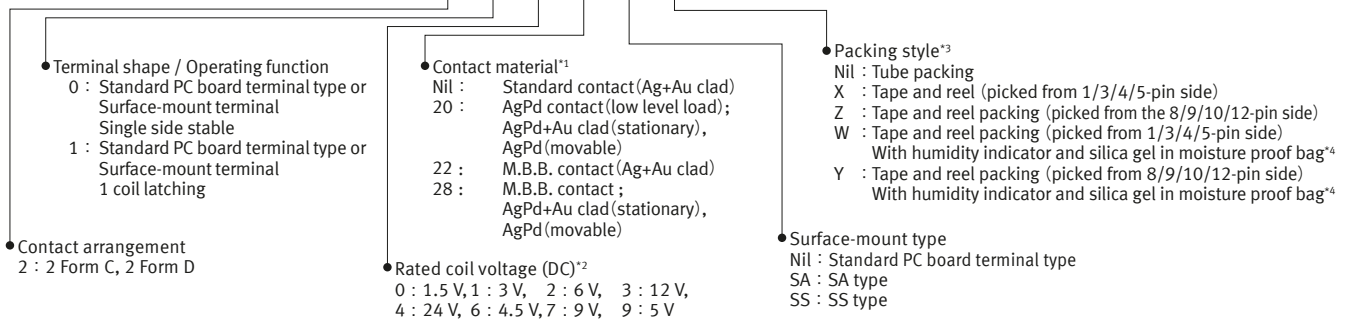 Terminal shape / Operating function
0 : Standard PC board terminal type or
Surface-mount terminal
Single side stable
1 : Standard PC board terminal type or
Surface-mount terminal
1 coil latching
Contact arrangement
2 : 2 Form C, 2 Form D
Contact material*1
Nil : Standard contact (Ag+Au clad)
20 : AgPd contact (low level load);
AgPd+Au clad (stationary),
AgPd (movable)
22 : M.B.B. contact (Ag+Au clad)
28 : M.B.B. contact ;
AgPd+Au clad (stationary),
AgPd (movable)
Rated coil voltage (DC)*2
0 : 1.5 V, 1 : 3 V, 2 : 6 V, 3 : 12 V,
4 : 24 V, 6 : 4.5 V, 7 : 9 V, 9 : 5 V
Packing style*3
Nil : Tube packing
X : Tape and reel (picked from 1/3/4/5-pin side)
Z : Tape and reel packing (picked from the 8/9/10/12-pin side)
W : Tape and reel packing (picked from 1/3/4/5-pin side)
With humidity indicator and silica gel in moisture proof bag*4
Y : Tape and reel packing (picked from 8/9/10/12-pin side)
With humidity indicator and silica gel in moisture proof bag*4
Surface-mount type
Nil : Standard PC board terminal type
SA : SA type
SS : SS type